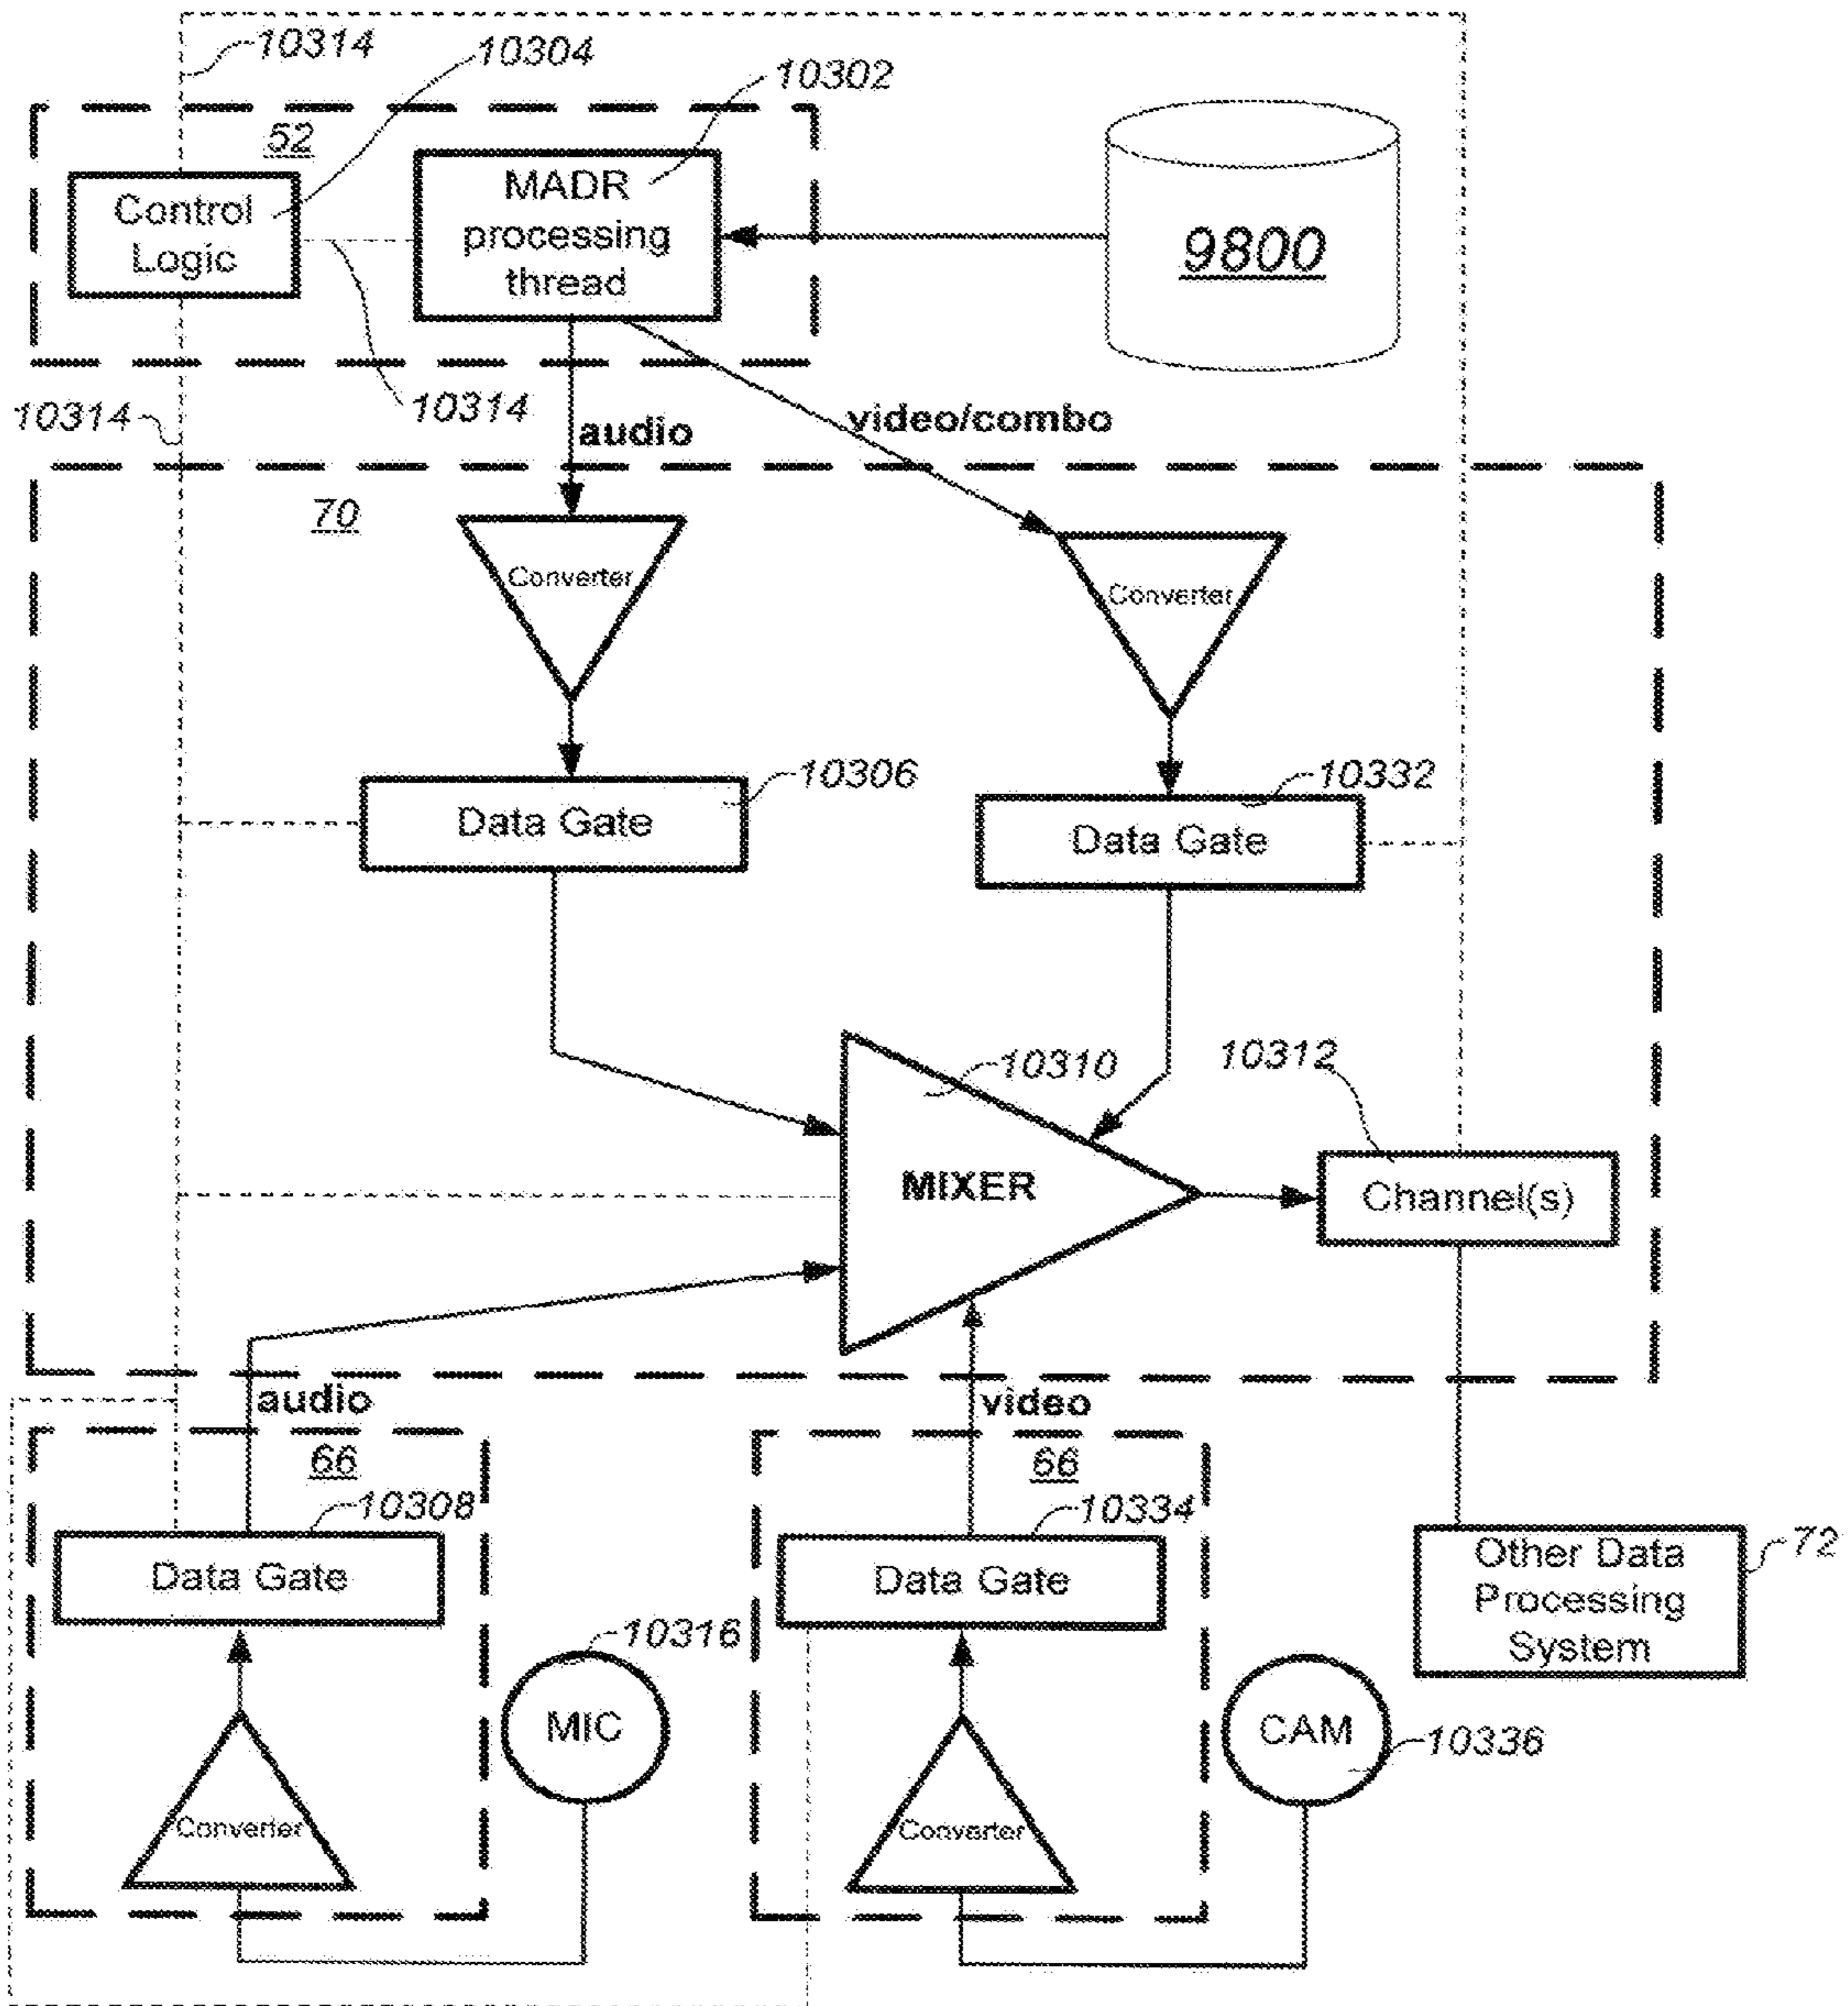 10314
10304
10302
52
Control
Logic
MADR
processing
thread
9800
10314
10314
audio
video/combo
70
Converter
Converter
10306
10332
Data Gate
Data Gate
10310
10312
MIXER
Channel(s)
audio
video
66
66
10308
10334
Data Gate
Data Gate
Other Data
Processing
System
72
10316
MIC
CAM
10336
Converter
Converter